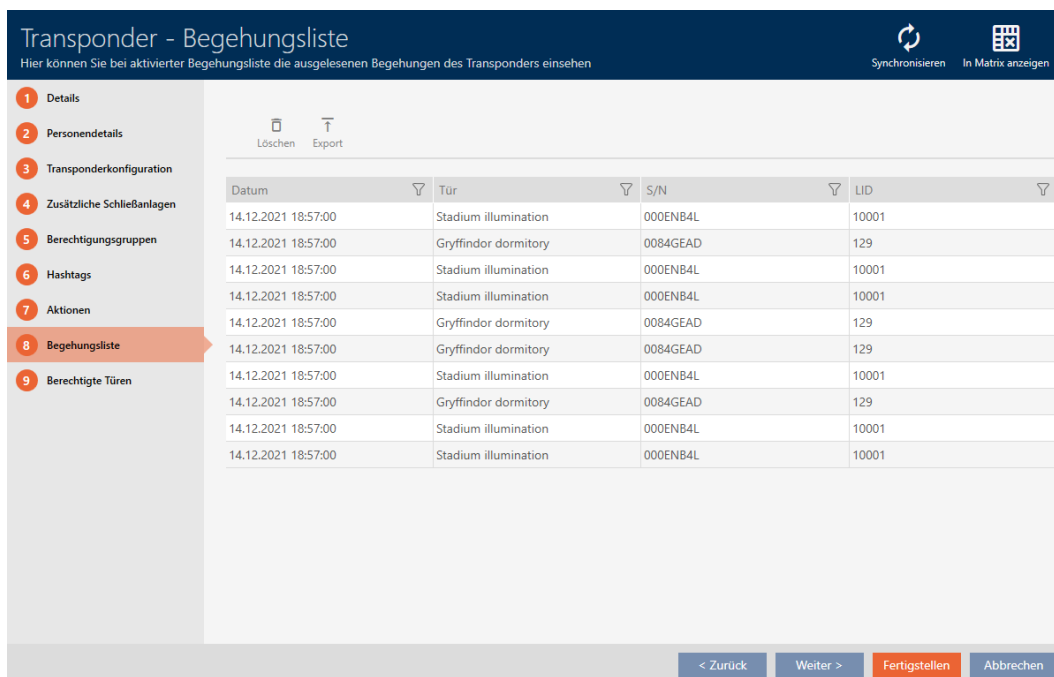 Transponder - Begehungsliste
Hier können Sie bei aktivierter Begehungsliste die ausgelesenen Begehungen des Transponders einsehen
Synchronisieren
In Matrix anzeigen
1 Details
2 Personendetails
3 Transponderkonfiguration
4 Zusätzliche Schließanlagen
5 Berechtigungsgruppen
6 Hashtags
7 Aktionen
8 Begehungsliste
9 Berechtigte Türen
Löschen Export
Datum Tür S/N LID
14.12.2021 18:57:00 Stadium illumination 000ENB4L 10001
14.12.2021 18:57:00 Gryffindor dormitory 0084GEAD 129
14.12.2021 18:57:00 Stadium illumination 000ENB4L 10001
14.12.2021 18:57:00 Stadium illumination 000ENB4L 10001
14.12.2021 18:57:00 Gryffindor dormitory 0084GEAD 129
14.12.2021 18:57:00 Gryffindor dormitory 0084GEAD 129
14.12.2021 18:57:00 Stadium illumination 000ENB4L 10001
14.12.2021 18:57:00 Gryffindor dormitory 0084GEAD 129
14.12.2021 18:57:00 Stadium illumination 000ENB4L 10001
14.12.2021 18:57:00 Stadium illumination 000ENB4L 10001
< Zurück Weiter > Fertigstellen Abbrechen